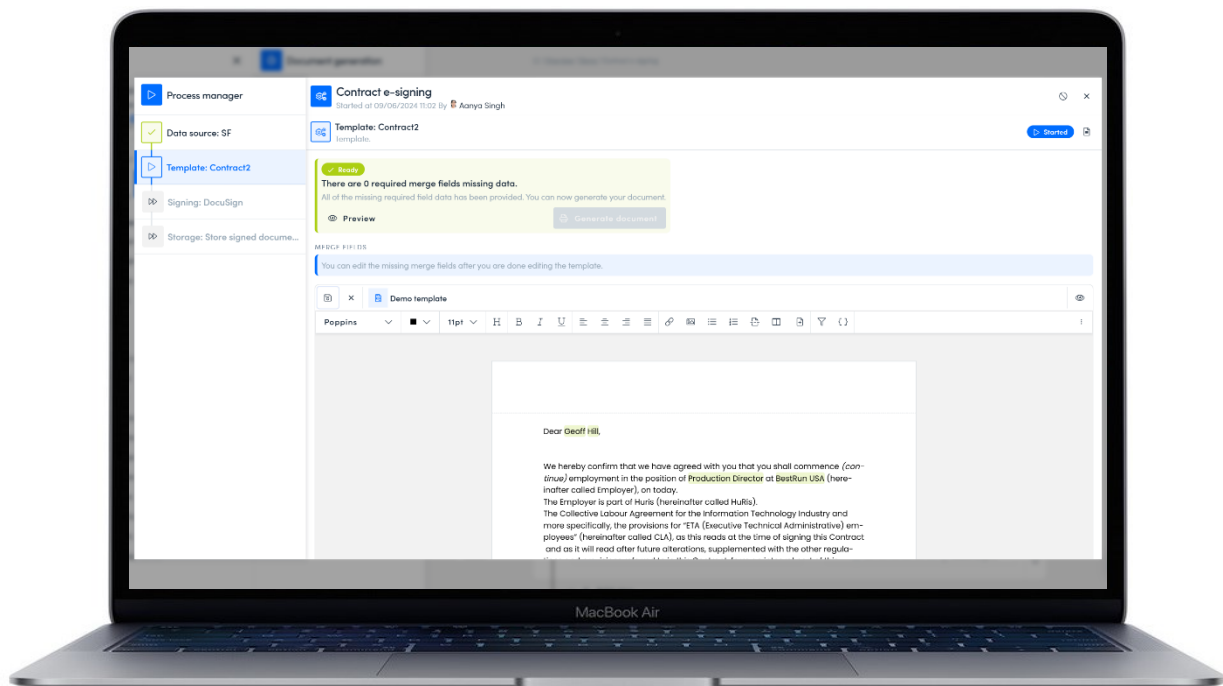 Document generation
Process manager
Data source: SF
Template: Contract2
Signing: DocuSign
Storage: Store signed docume...
Contract e-signing
Started at 09/06/2024 11:02 By Aanya Singh
Template: Contract2
Template.
Started
Ready
There are 0 required merge fields missing data.
All of the missing required field data has been provided. You can now generate your document.
Preview
Generate document
MERGE FIELDS
You can edit the missing merge fields after you are done editing the template.
Demo template
Poppins
11pt
H B I U
Dear Geoff Hill,
We hereby confirm that we have agreed with you that you shall commence (con-
tinue) employment in the position of Production Director at BestRun USA (here-
inafter called Employer), on today.
The Employer is part of Huris (hereinafter called HuRis).
The Collective Labour Agreement for the Information Technology Industry and
more specifically, the provisions for "ETA (Executive Technical Administrative) em-
ployees" (hereinafter called CLA), as this reads at the time of signing this Contract
and as it will read after future alterations, supplemented with the other regula-
MacBook Air